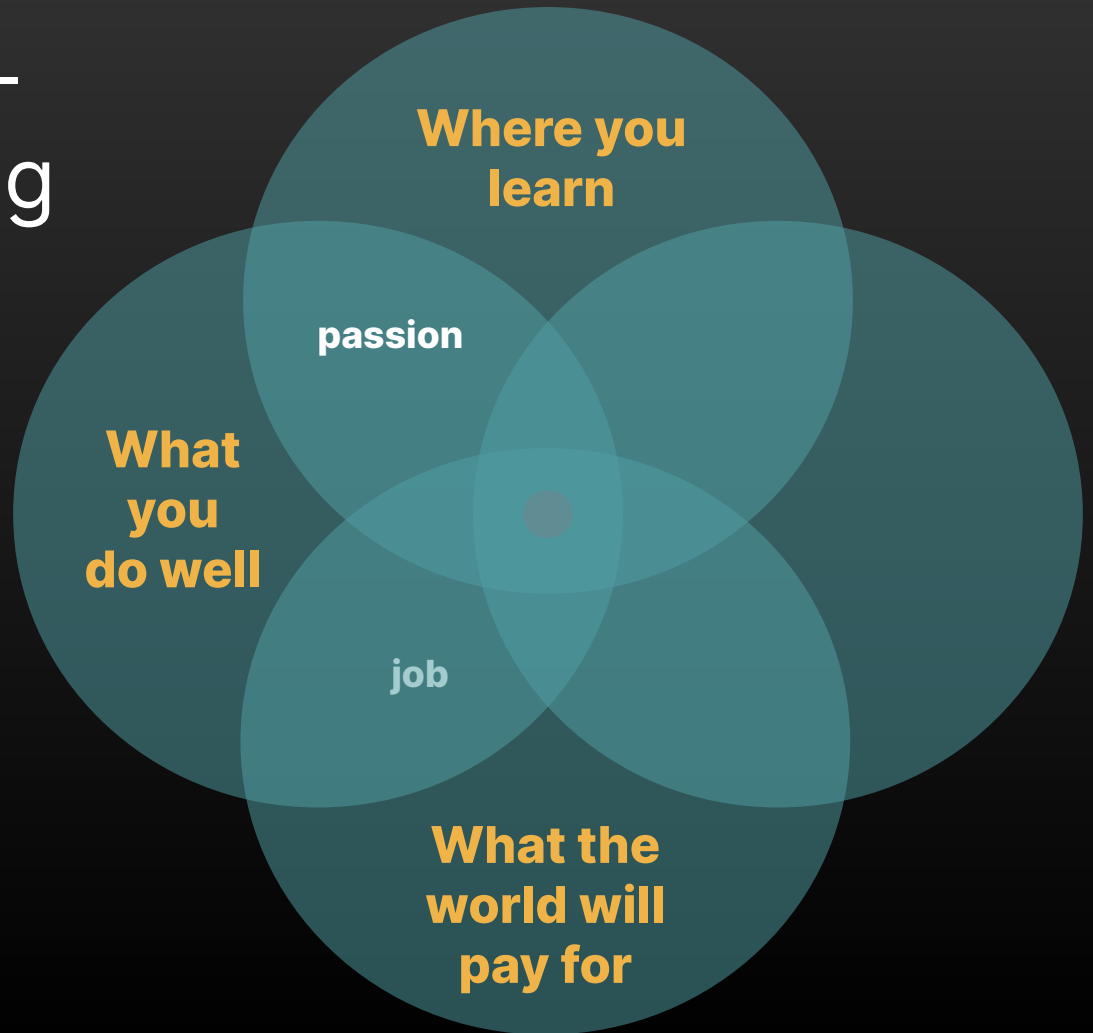 g
Where you
learn
passion
What
you
do well
job
What the
world will
pay for